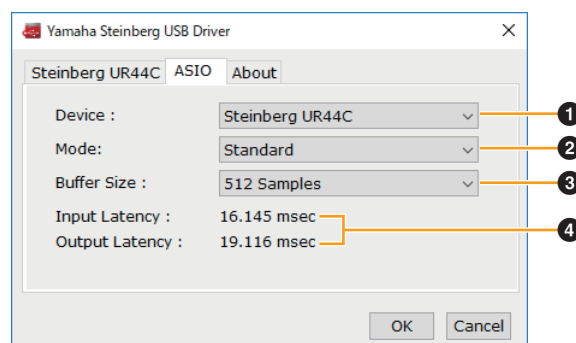 Yamaha Steinberg USB Driver
Steinberg UR44C ASIO About
Device : Steinberg UR44C 1
Mode: Standard 2
Buffer Size : 512 Samples 3
Input Latency : 16.145 msec
4
Output Latency : 19.116 msec
OK Cancel